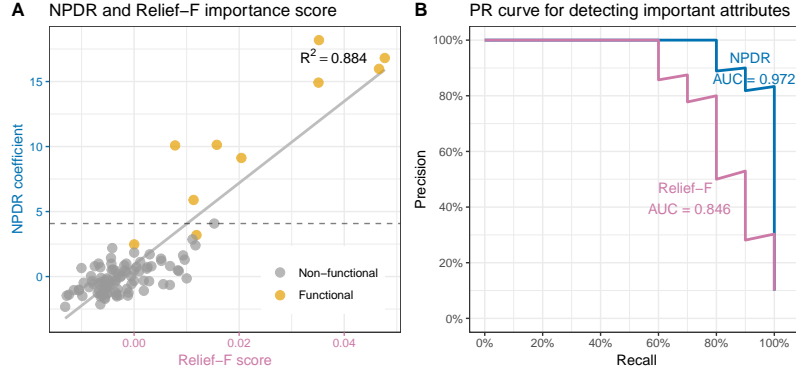 A
NPDR and Relief−F importance score
R² = 0.884
NPDR coefficient
15
10
5
0
Non−functional
Functional
0.00
0.02
0.04
Relief−F score
B
PR curve for detecting important attributes
100%
80%
60%
40%
20%
0%
Precision
NPDR
AUC = 0.972
Relief−F
AUC = 0.846
0%
20%
40%
60%
80%
100%
Recall